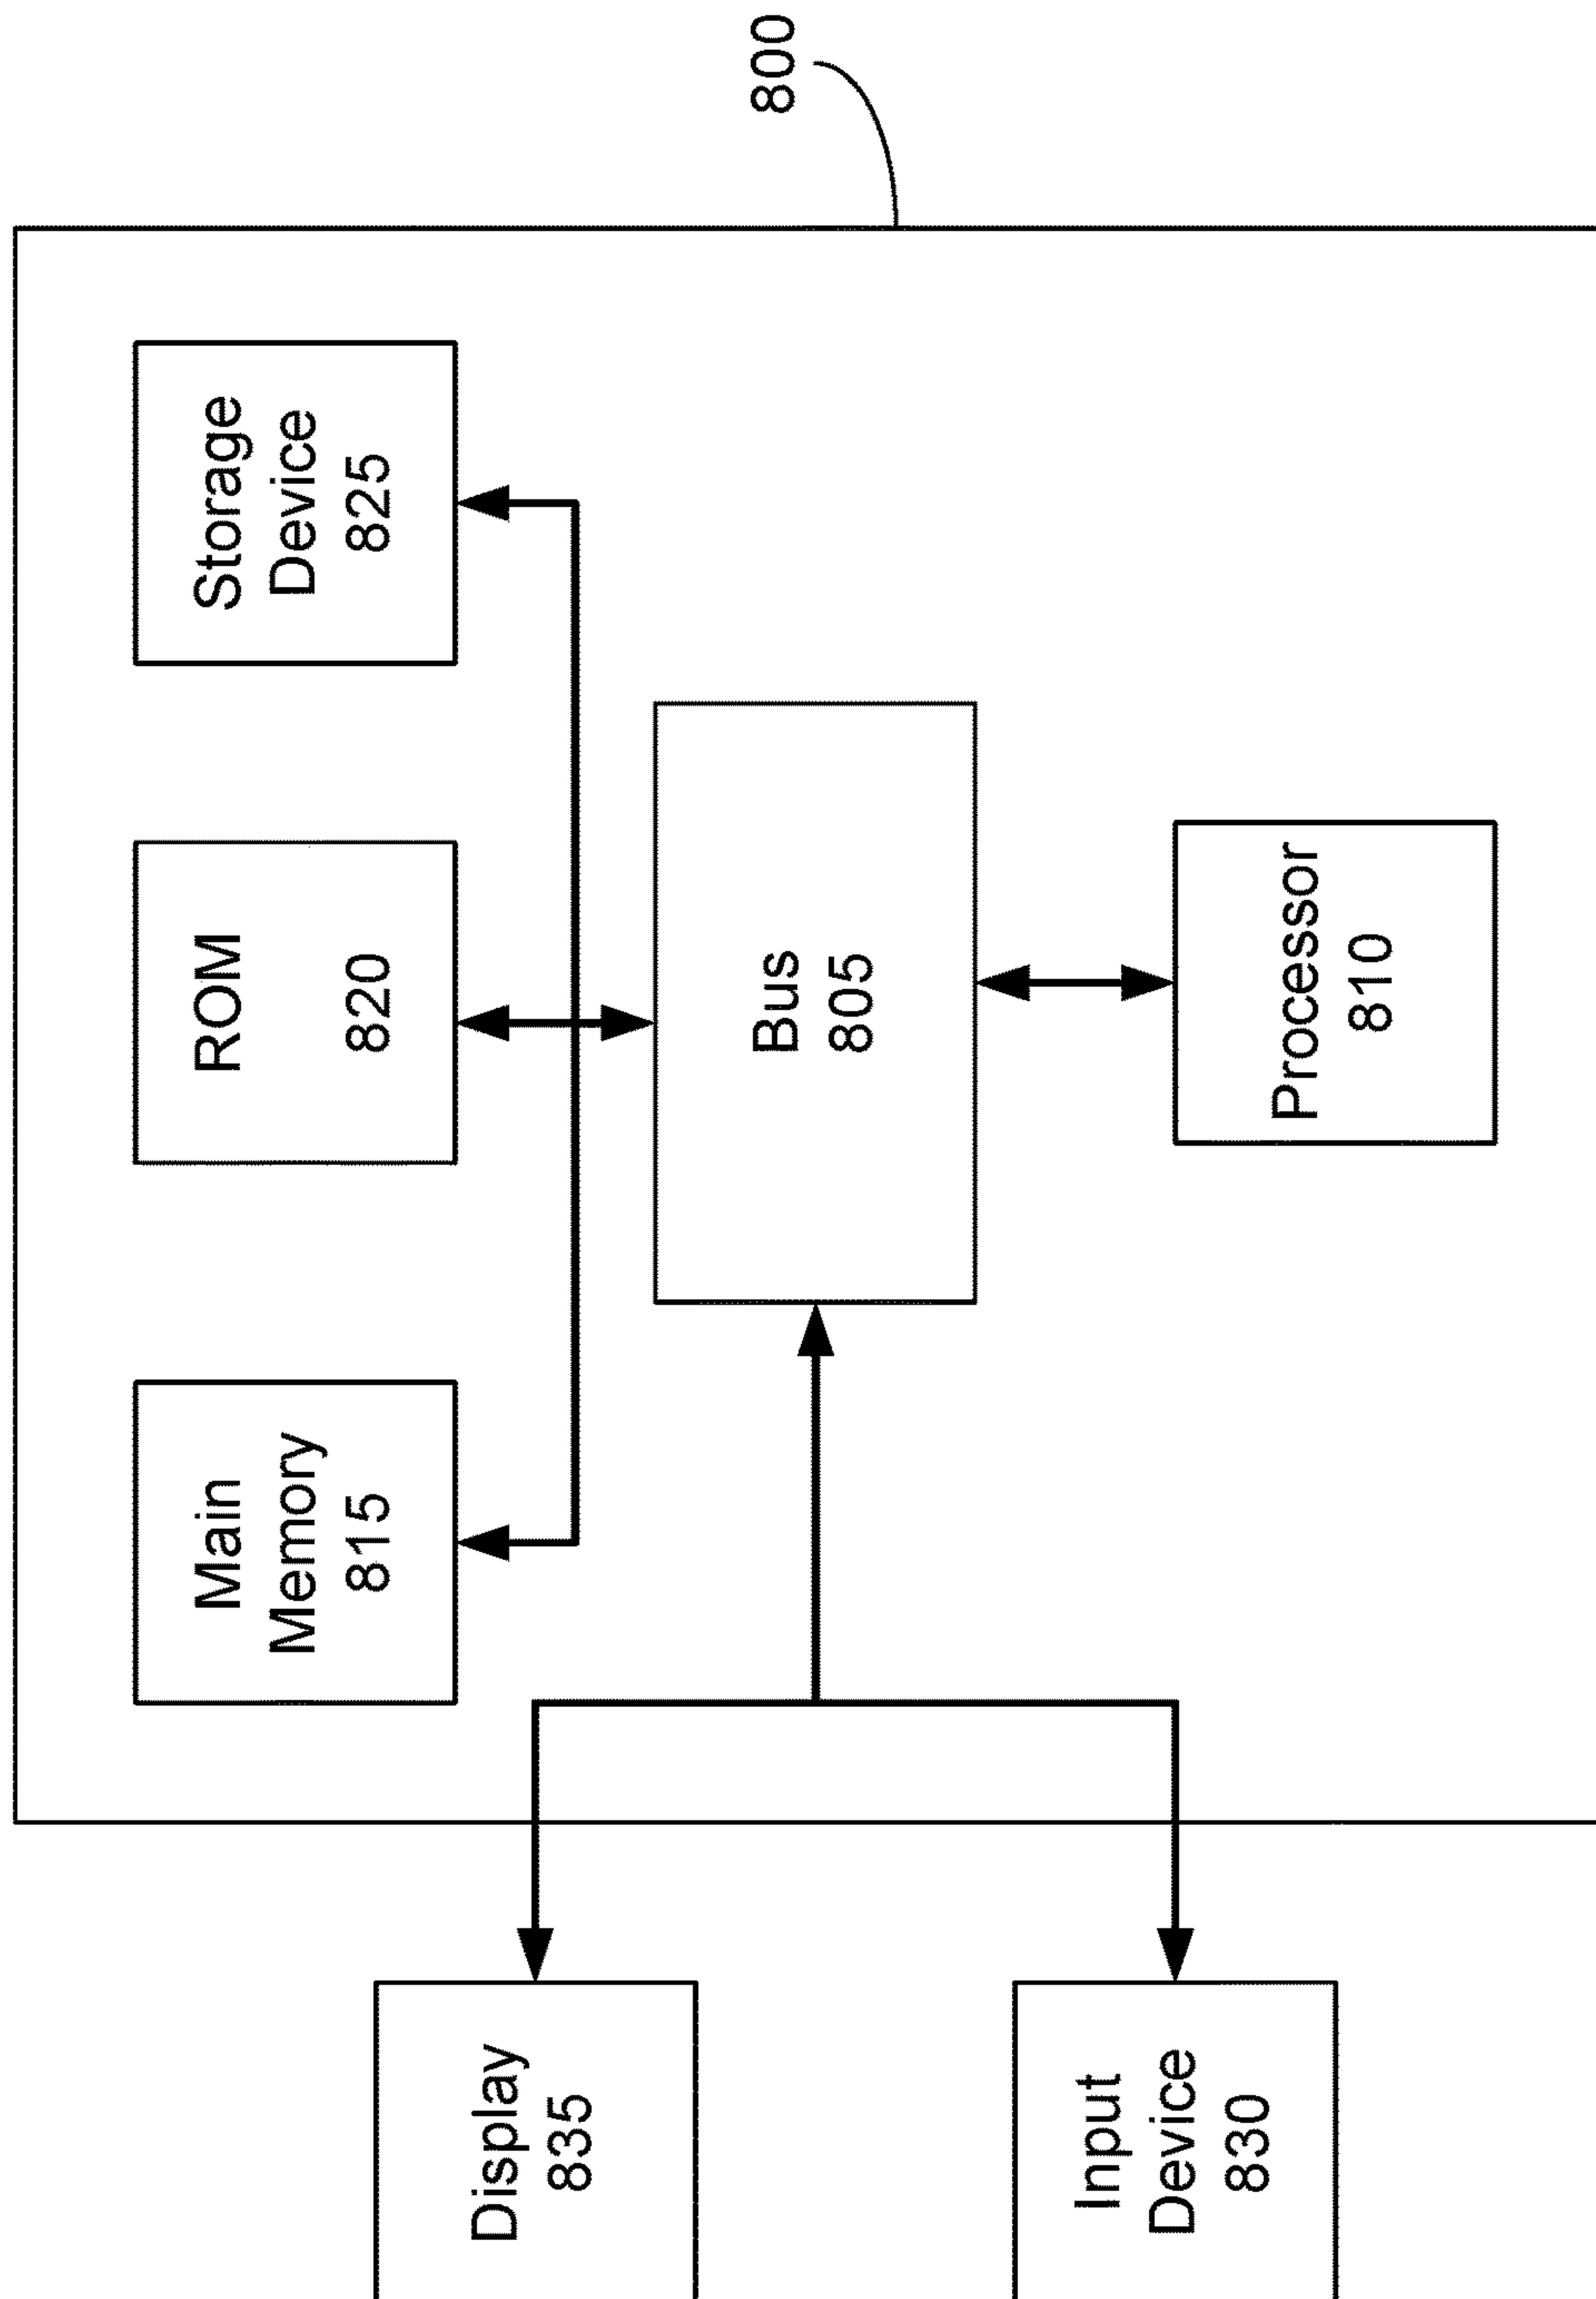 800
Main
Memory
815
ROM
820
Storage
Device
825
Display
835
Bus
805
Input
Device
830
Processor
810